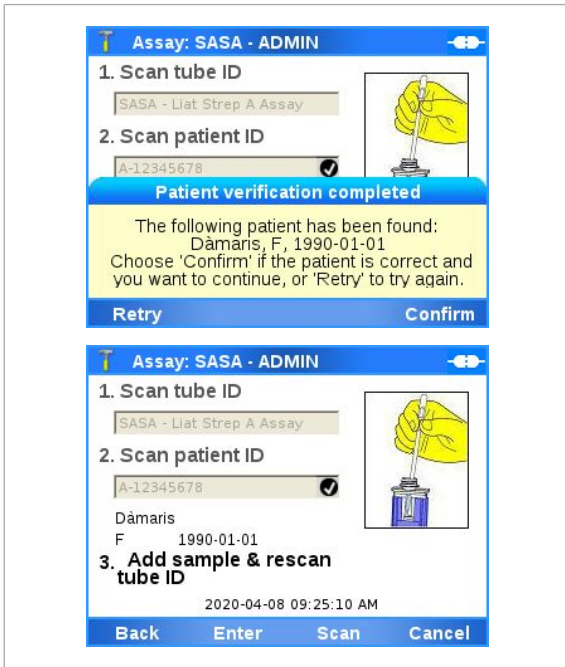 Assay: SASA - ADMIN
1. Scan tube ID
SASA - Liat Strep A Assay
2. Scan patient ID
A-12345678
Patient verification completed
The following patient has been found:
Dàmaris, F, 1990-01-01
Choose 'Confirm' if the patient is correct and
you want to continue, or 'Retry' to try again.
Retry Confirm
Assay: SASA - ADMIN
1. Scan tube ID
SASA - Liat Strep A Assay
2. Scan patient ID
A-12345678
Dàmaris
F 1990-01-01
3. Add sample & rescan
tube ID
2020-04-08 09:25:10 AM
Back Enter Scan Cancel